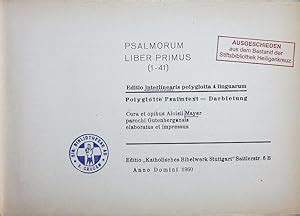 PSALMORUM
LIBER PRIMUS
(1-41)
AUSGESCHIEDEN
aus dem Bestand der
Stiftsbibliothek Heiligenkreuz
Editio interlinearis polyglotta 4 linguarum
Polyglotte Psalmtext — Darbietung
Cura et opibus Aloisii Mayer
parochi Gutenbergensis
elaboratus et impressus
Editio „Katholisches Bibelwerk Stuttgart" Sattlerstr. 6 B
Anno Domini 1960